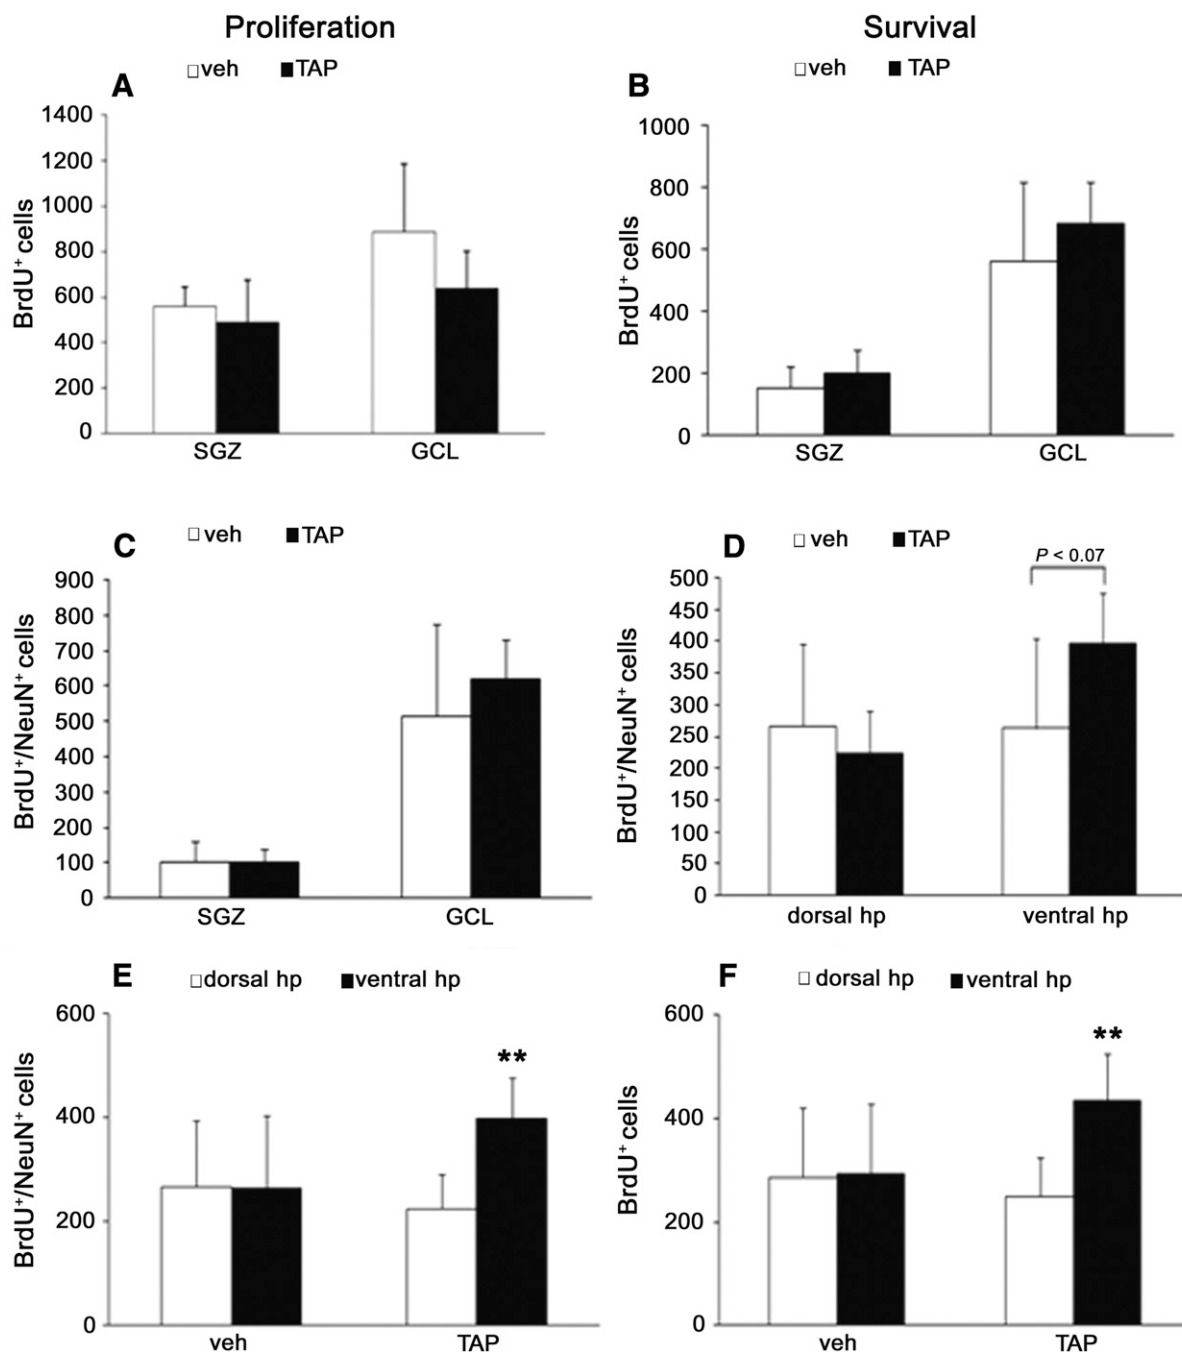 Proliferation
Survival
A
□veh ■TAP
BrdU⁺ cells
1400
1200
1000
800
600
400
200
0
SGZ GCL
B
□veh ■TAP
BrdU⁺ cells
1000
800
600
400
200
0
SGZ GCL
C
□veh ■TAP
BrdU⁺/NeuN⁺ cells
900
800
700
600
500
400
300
200
100
0
SGZ GCL
D
□veh ■TAP
P < 0.07
BrdU⁺/NeuN⁺ cells
500
450
400
350
300
250
200
150
100
50
0
dorsal hp ventral hp
E
□dorsal hp ■ventral hp
BrdU⁺/NeuN⁺ cells
600
400
200
0
**
veh TAP
F
□dorsal hp ■ventral hp
BrdU⁺ cells
600
400
200
0
**
veh TAP